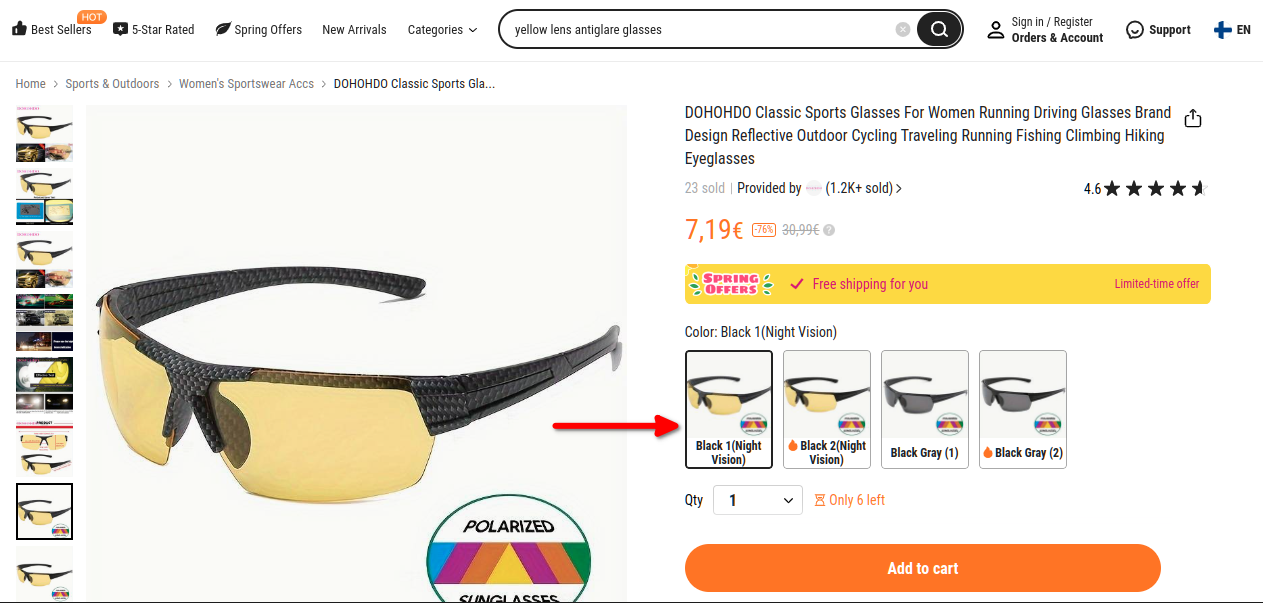 HOT
Best Sellers
5-Star Rated
Spring Offers
New Arrivals
Categories
yellow lens antiglare glasses
Sign in / Register
Orders & Account
Support
EN
Home > Sports & Outdoors > Women's Sportswear Accs > DOHOHDO Classic Sports Gla...
DOHOHDO Classic Sports Glasses For Women Running Driving Glasses Brand
Design Reflective Outdoor Cycling Traveling Running Fishing Climbing Hiking
Eyeglasses
23 sold | Provided by (1.2K+ sold) >
4.6
7,19€ -76% 30,99€ ?
SPRING
OFFERS
Free shipping for you
Limited-time offer
Color: Black 1(Night Vision)
POLARIZED
SUNGLASSES
Black 1(Night
Vision)
Black 2(Night
Vision)
Black Gray (1)
Black Gray (2)
Qty 1
Only 6 left
Add to cart